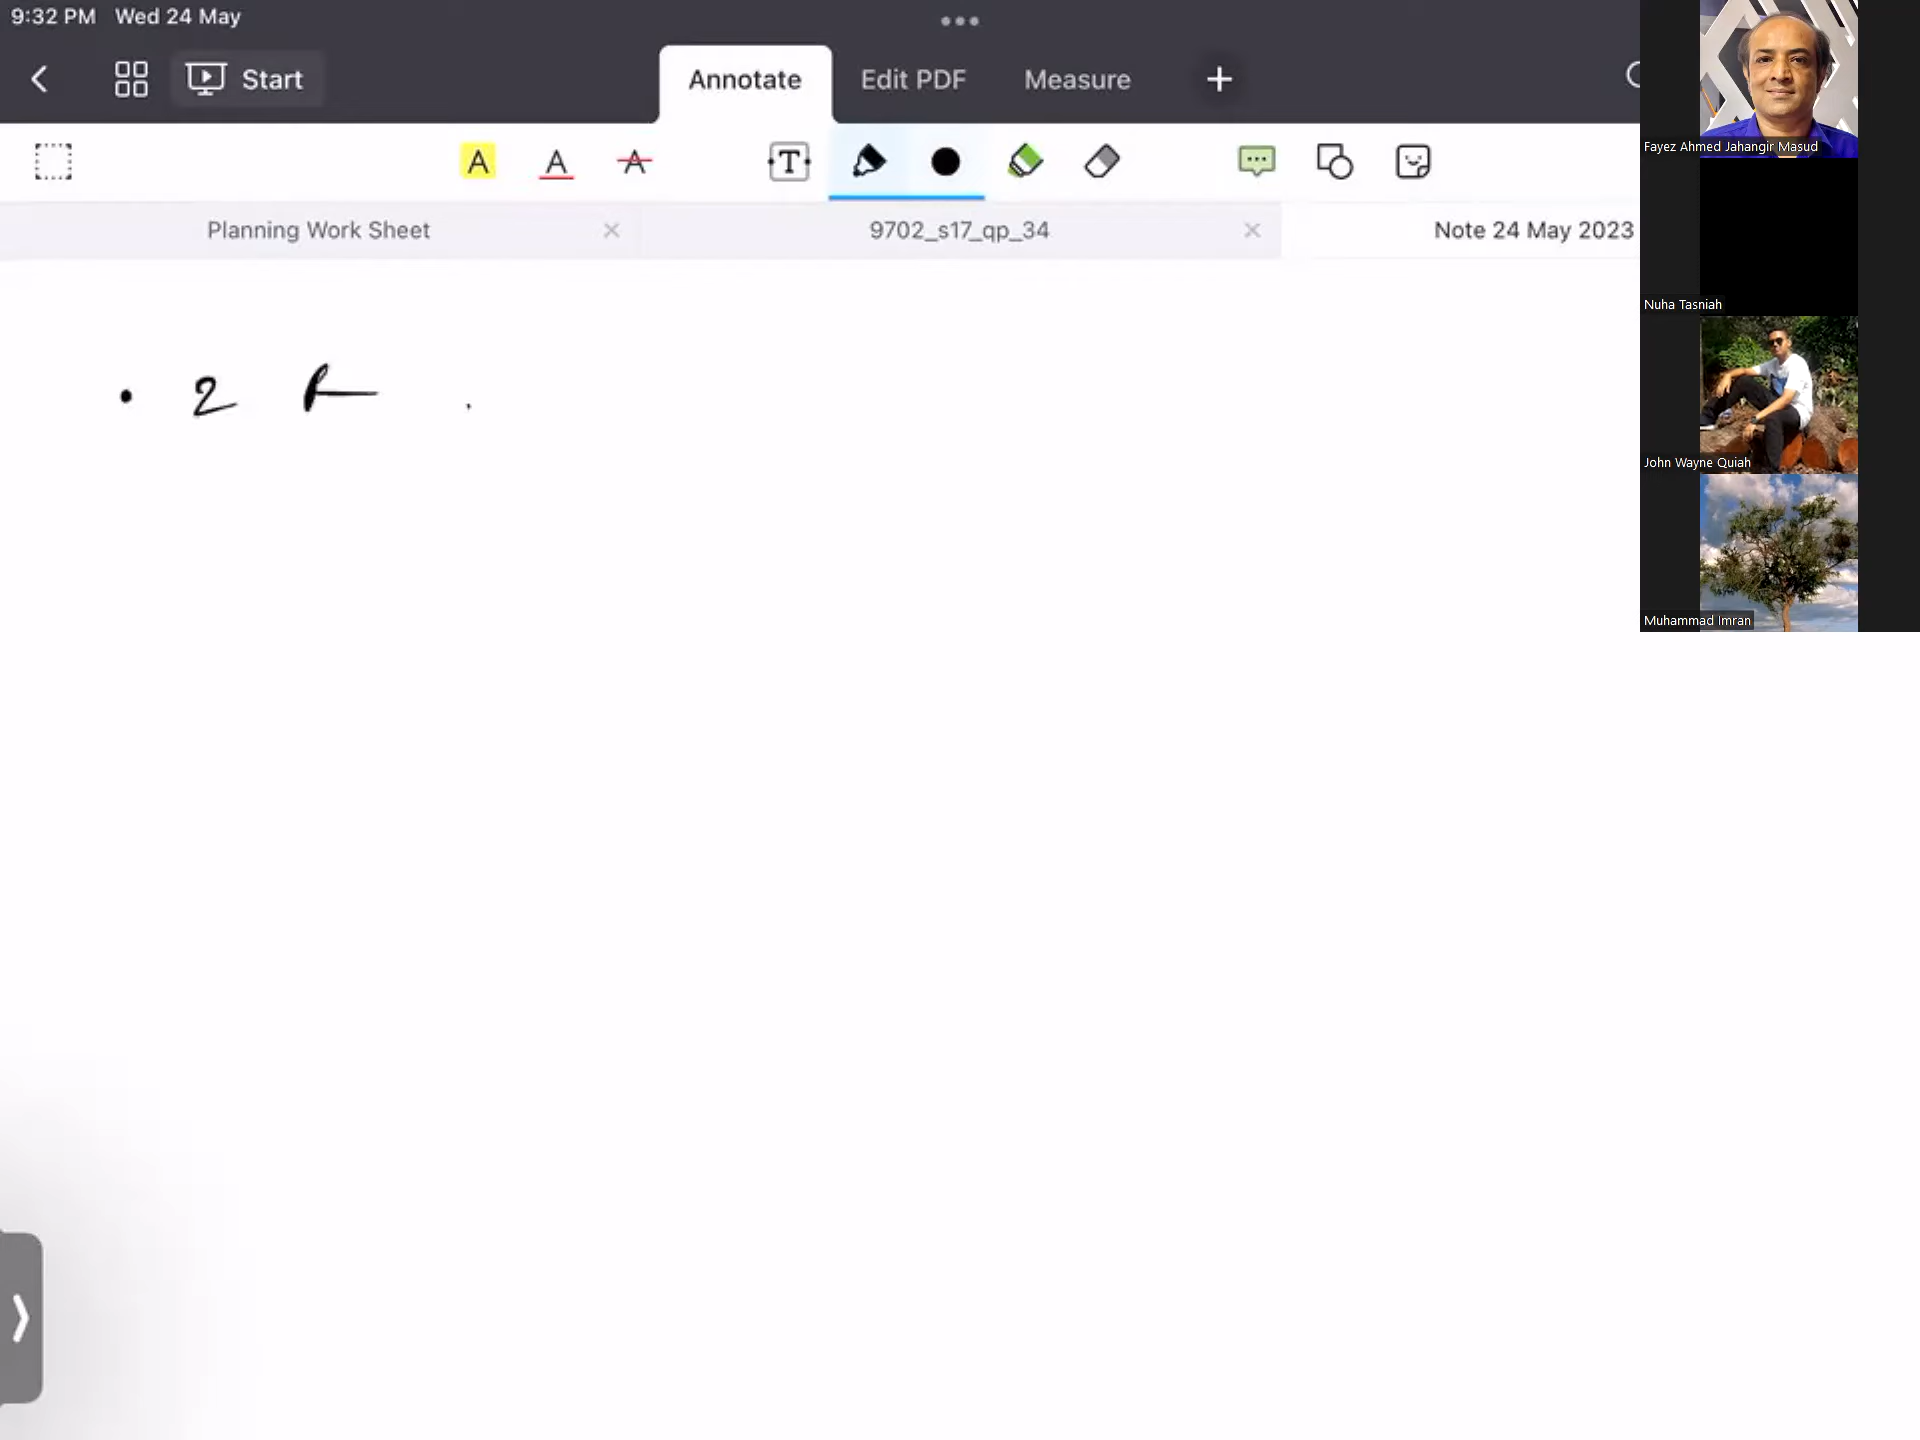 9:32 PM Wed 24 May
Start
Annotate
Edit PDF
Measure
A A A T
Planning Work Sheet
9702_s17_qp_34
Note 24 May 2023
Fayez Ahmed Jahangir Masud
Nuha Tasniah
John Wayne Quiah
Muhammad Imran
• 2